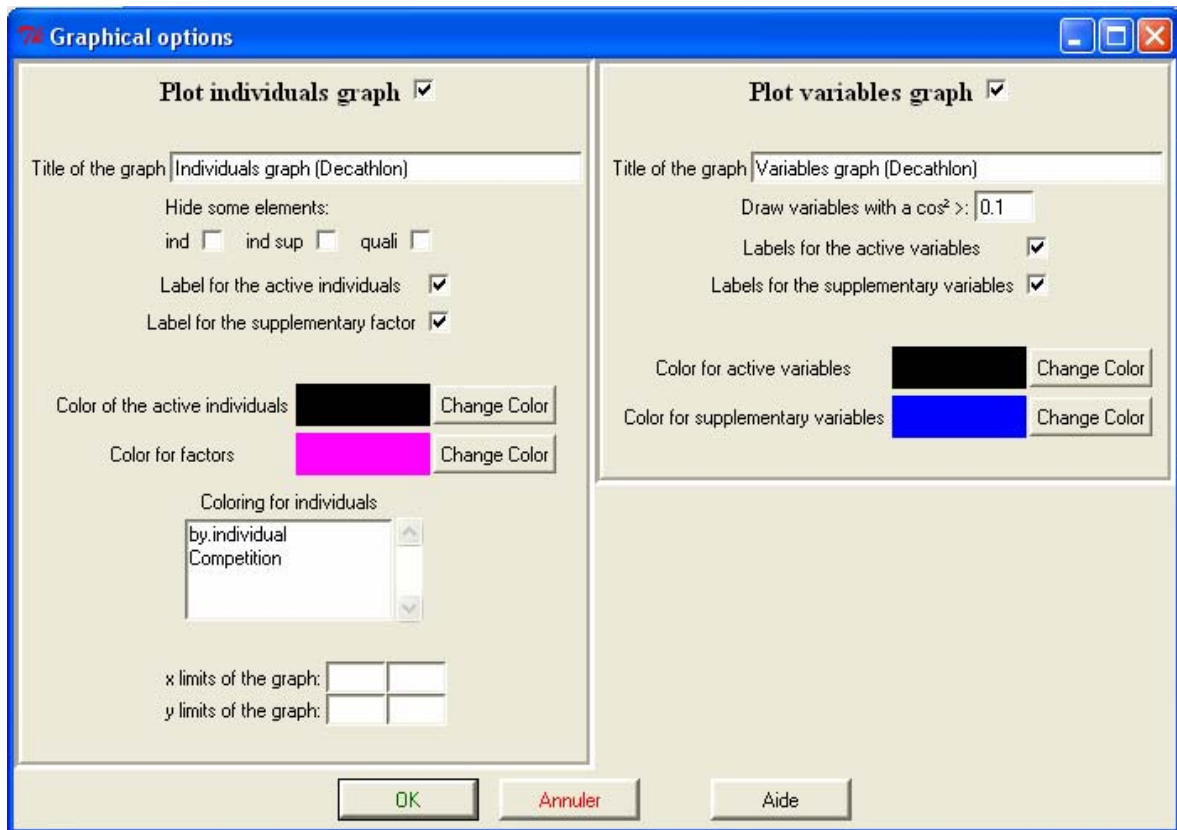 Graphical options
Plot individuals graph
Title of the graph Individuals graph (Decathlon)
Hide some elements:
ind ind sup quali
Label for the active individuals
Label for the supplementary factor
Color of the active individuals Change Color
Color for factors Change Color
Coloring for individuals
by.individual
Competition
x limits of the graph:
y limits of the graph:
Plot variables graph
Title of the graph Variables graph (Decathlon)
Draw variables with a cos² >: 0.1
Labels for the active variables
Labels for the supplementary variables
Color for active variables Change Color
Color for supplementary variables Change Color
OK Annuler Aide